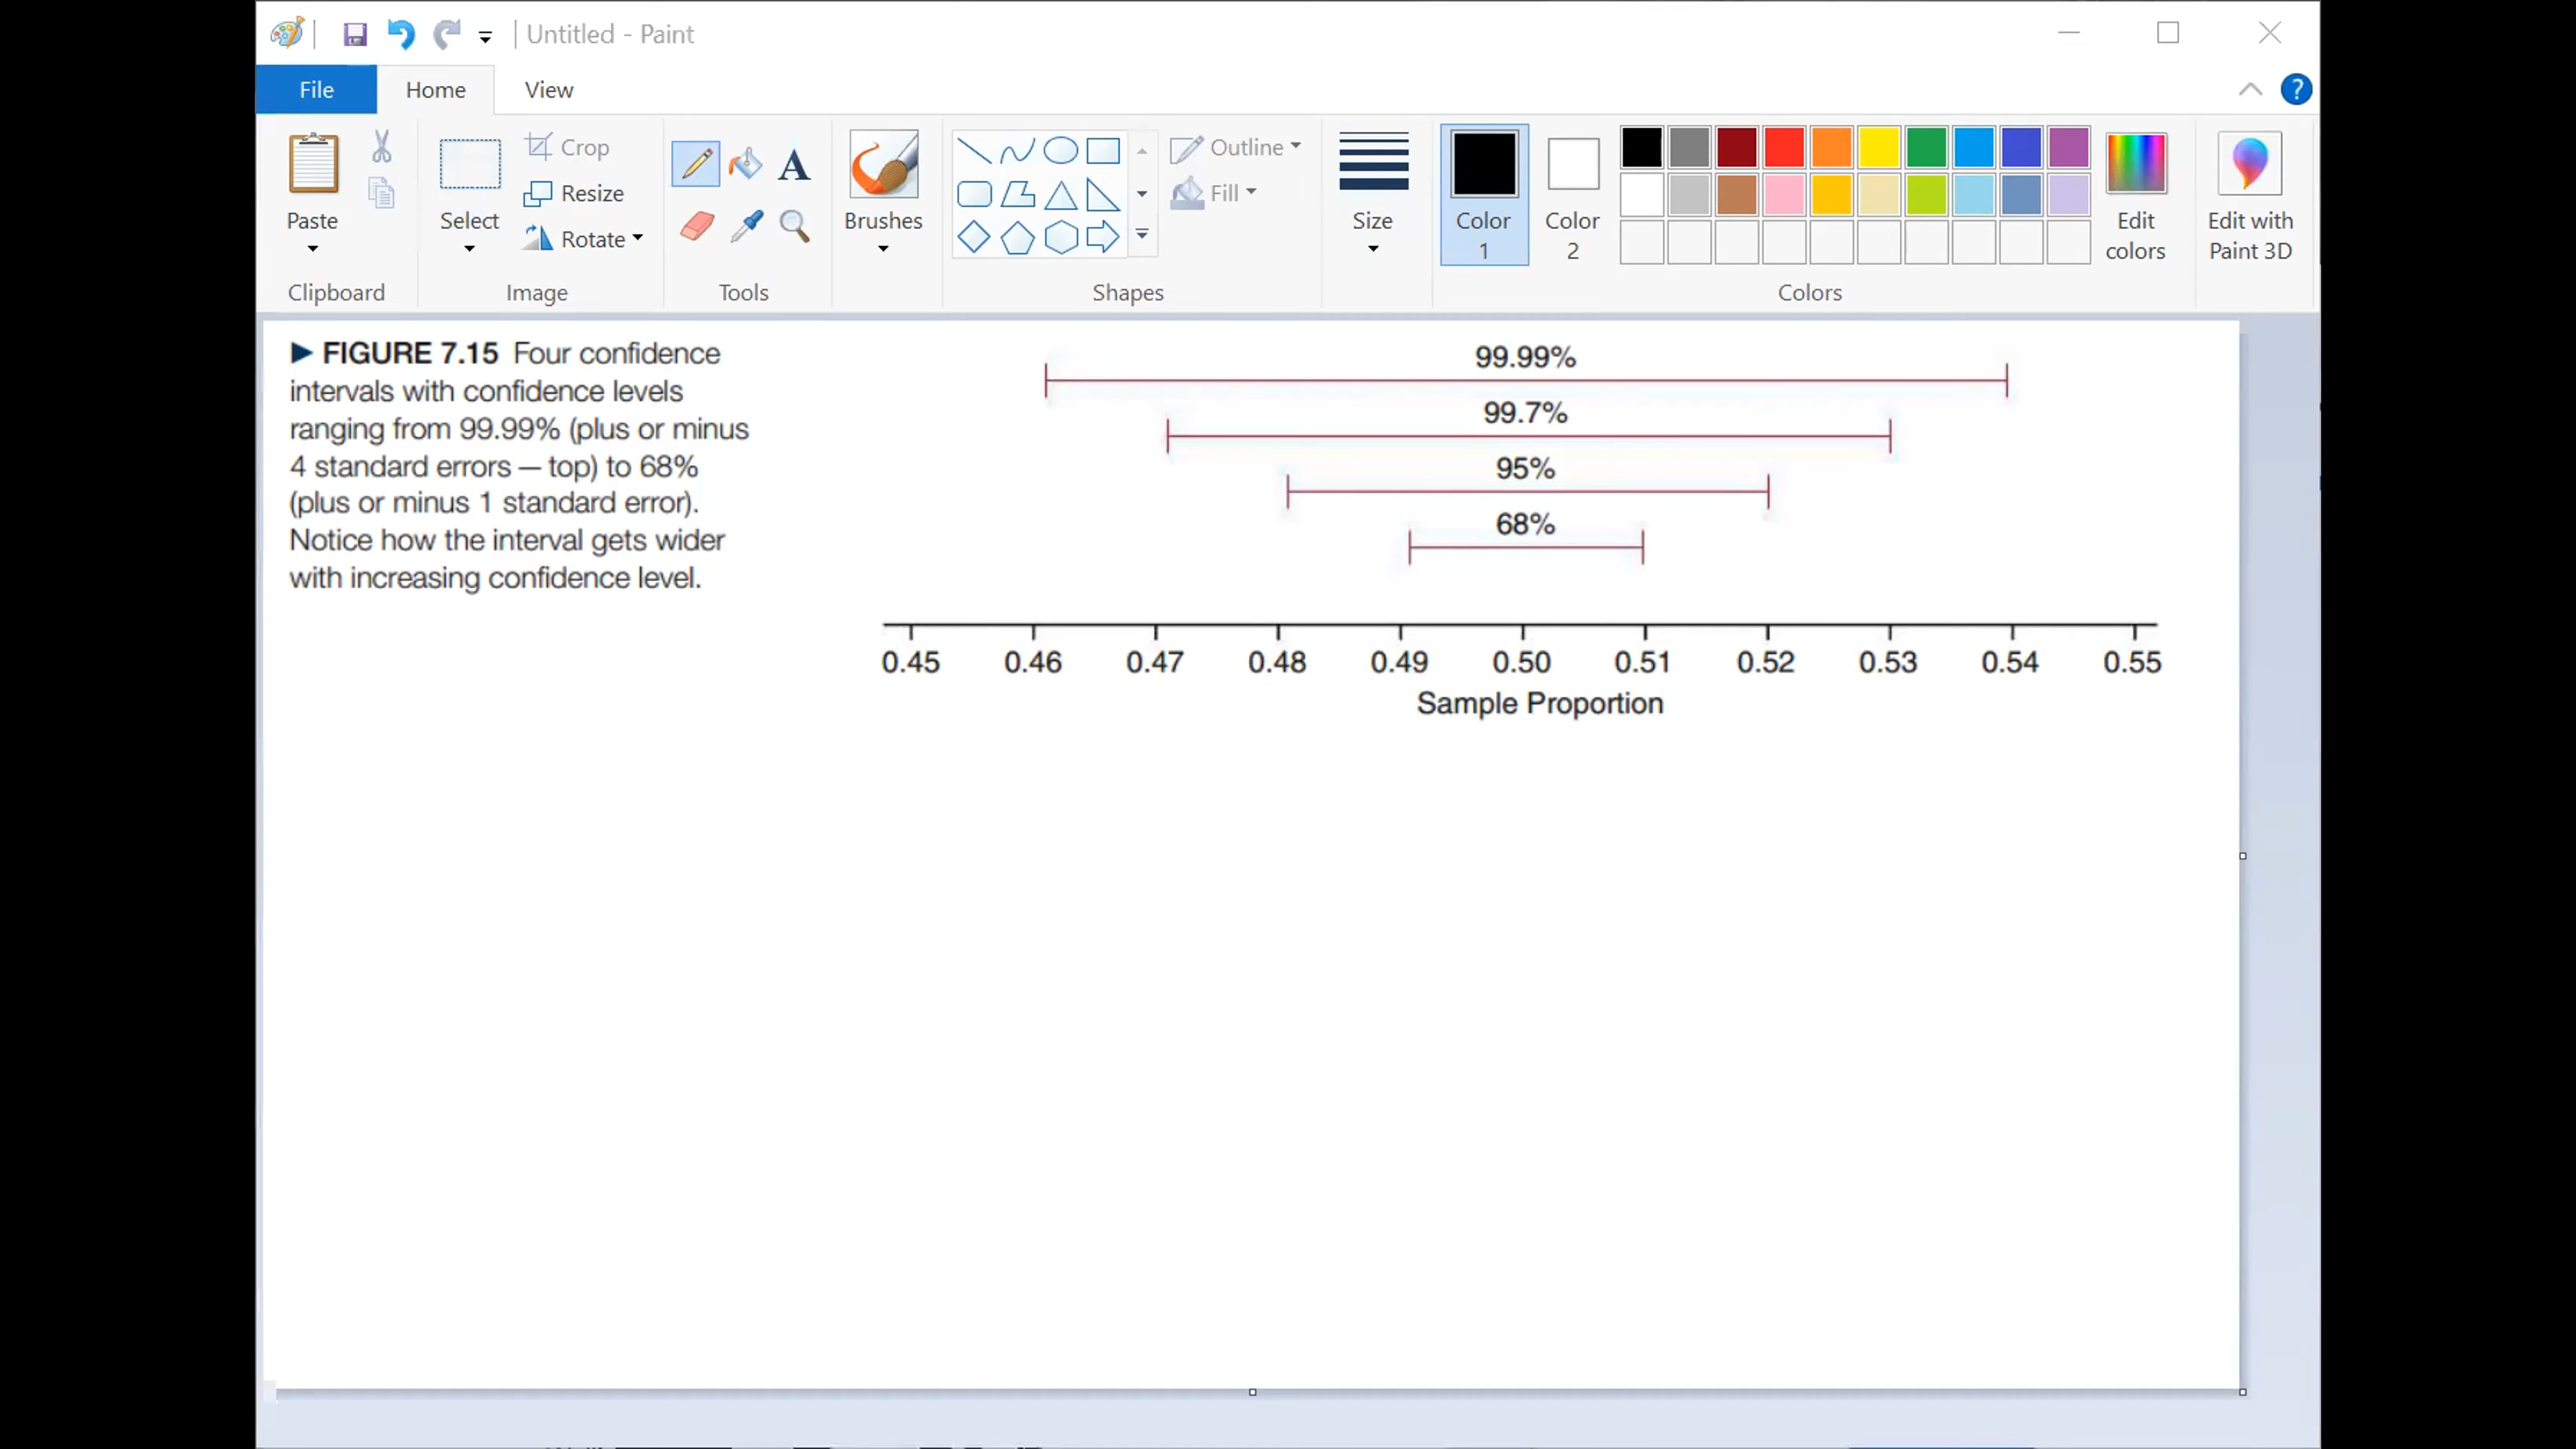 Untitled - Paint
File Home View
Paste
Clipboard
Select
Crop
Resize
Rotate
Image
A
Tools
Brushes
Shapes
Outline
Fill
Size
Color 1
Color 2
Colors
Edit colors
Edit with Paint 3D
?
▶ FIGURE 7.15 Four confidence
intervals with confidence levels
ranging from 99.99% (plus or minus
4 standard errors — top) to 68%
(plus or minus 1 standard error).
Notice how the interval gets wider
with increasing confidence level.
99.99%
99.7%
95%
68%
0.45 0.46 0.47 0.48 0.49 0.50 0.51 0.52 0.53 0.54 0.55
Sample Proportion